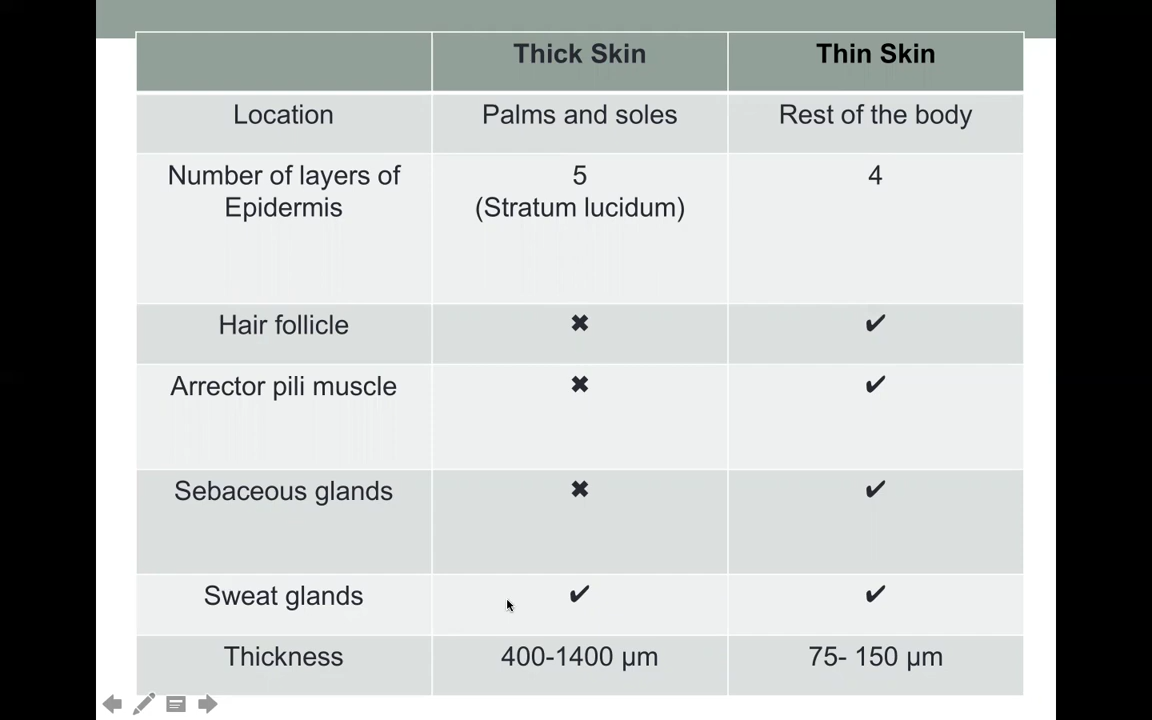 Thick Skin Thin Skin
Location Palms and soles Rest of the body
Number of layers of Epidermis 5 (Stratum lucidum) 4
Hair follicle ✖ ✔
Arrector pili muscle ✖ ✔
Sebaceous glands ✖ ✔
Sweat glands ✔ ✔
Thickness 400-1400 µm 75- 150 µm